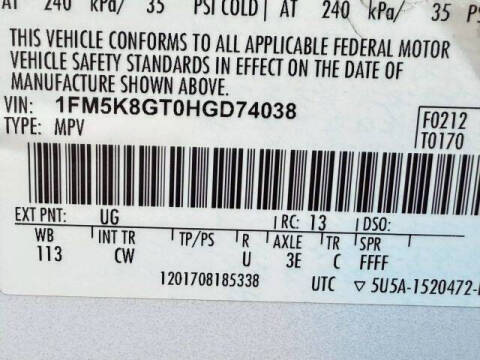 AT 240 kPa/ 35 PSI COLD AT 240 kPa/ 35 PS
THIS VEHICLE CONFORMS TO ALL APPLICABLE FEDERAL MOTOR
VEHICLE SAFETY STANDARDS IN EFFECT ON THE DATE OF
MANUFACTURE SHOWN ABOVE.
VIN: 1FM5K8GT0HGD74038
TYPE: MPV
F0212
T0170
EXT PNT: UG RC: 13 DSO:
WB INT TR TP/PS R AXLE TR SPR
113 CW U 3E C FFFF
1201708185338 UTC ▽ 5U5A-1520472-